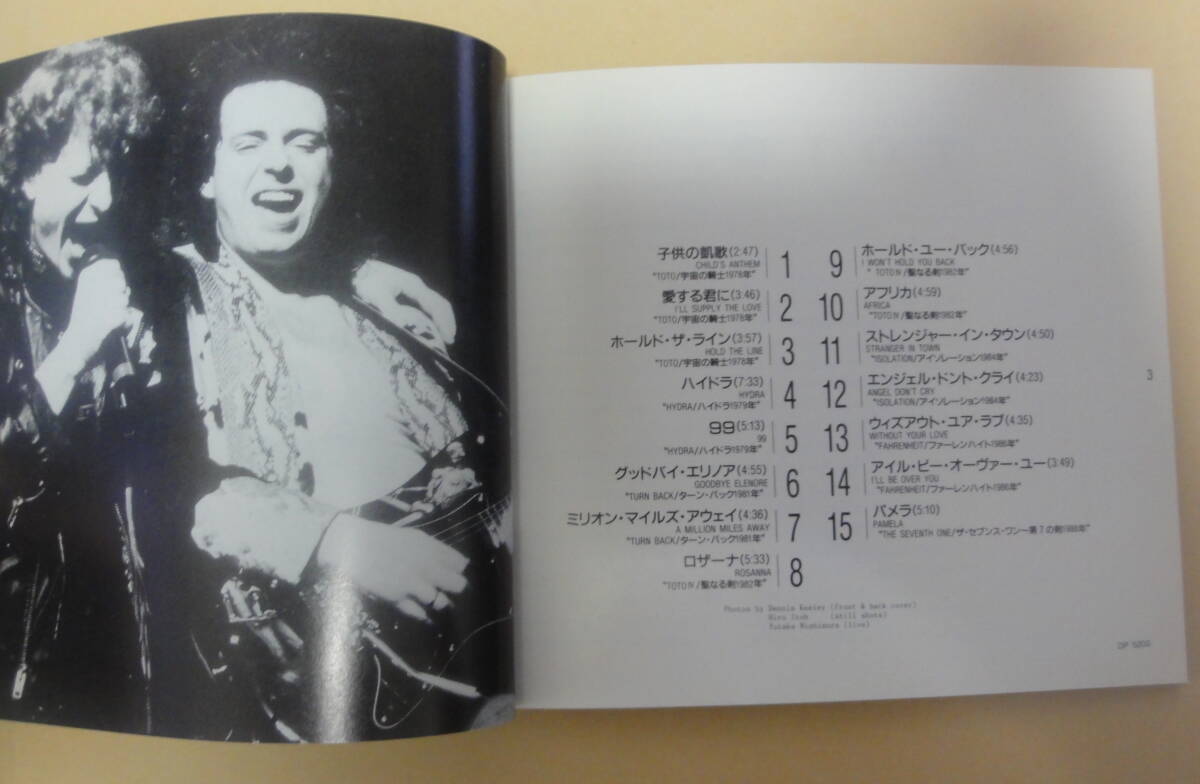 子供の凱歌(2:47)
CHILD'S ANTHEM
"TOTO/宇宙の騎士1978年"
1
愛する君に(3:46)
I'LL SUPPLY THE LOVE
"TOTO/宇宙の騎士1978年"
2
ホールド・ザ・ライン(3:57)
HOLD THE LINE
"TOTO/宇宙の騎士1978年"
3
ハイドラ(7:33)
HYDRA
"HYDRA/ハイドラ1979年"
4
99(5:13)
99
"HYDRA/ハイドラ1979年"
5
グッドバイ・エリノア(4:55)
GOODBYE ELENORE
"TURN BACK/ターン・バック1981年"
6
ミリオン・マイルズ・アウェイ(4:36)
A MILLION MILES AWAY
"TURN BACK/ターン・バック1981年"
7
ロザーナ(5:33)
ROSANNA
"TOTO IV/聖なる剣1982年"
8
9
ホールド・ユー・バック(4:56)
I WON'T HOLD YOU BACK
"TOTO IV/聖なる剣1982年"
10
アフリカ(4:59)
AFRICA
"TOTO IV/聖なる剣1982年"
11
ストレンジャー・イン・タウン(4:50)
STRANGER IN TOWN
"ISOLATION/アイソレーション1984年"
12
エンジェル・ドント・クライ(4:23)
ANGEL DON'T CRY
"ISOLATION/アイソレーション1984年"
13
ウィズアウト・ユア・ラブ(4:35)
WITHOUT YOUR LOVE
"FAHRENHEIT/ファーレンハイト1986年"
14
アイル・ビー・オーヴァー・ユー(3:49)
I'LL BE OVER YOU
"FAHRENHEIT/ファーレンハイト1986年"
15
パメラ(5:10)
PAMELA
"THE SEVENTH ONE/ザ・セブンス・ワン〜第7の剣1988年"
Photos by Dennis Keeley (front & back cover)
Hiro Itoh (still shots)
Yutaka Nishimura (live)
3
DP 5200